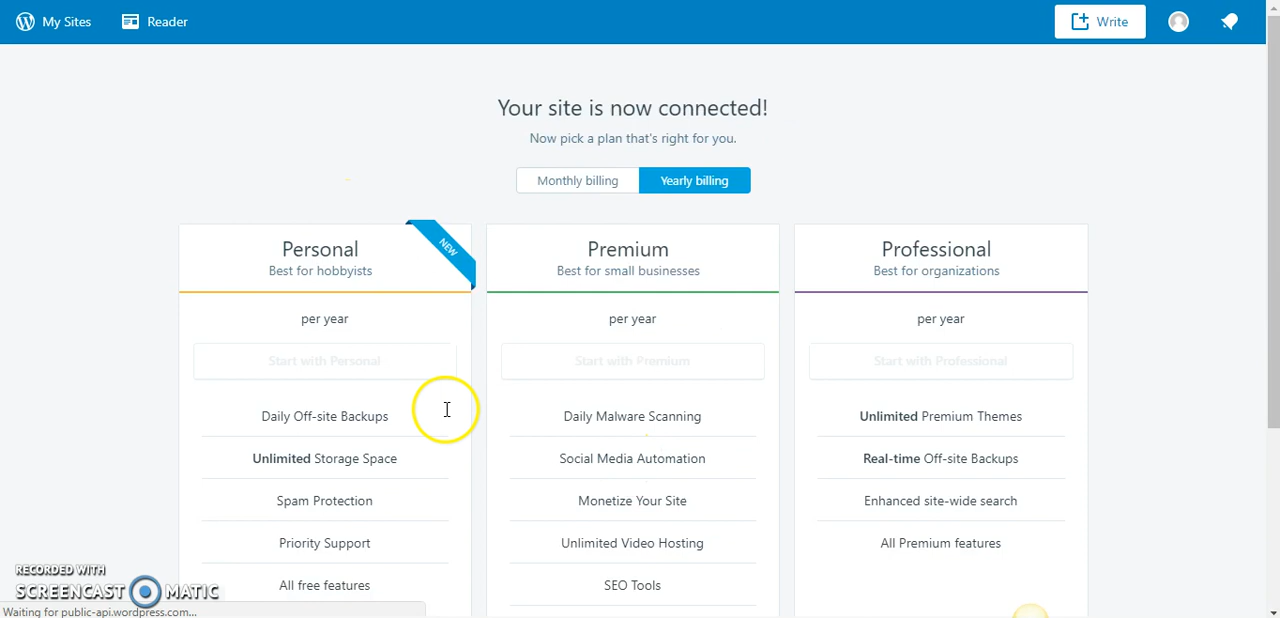 My Sites
Reader
Write
Your site is now connected!
Now pick a plan that's right for you.
Monthly billing
Yearly billing
Personal
Best for hobbyists
NEW
per year
Start with Personal
Daily Off-site Backups
Unlimited Storage Space
Spam Protection
Priority Support
All free features
Premium
Best for small businesses
per year
Start with Premium
Daily Malware Scanning
Social Media Automation
Monetize Your Site
Unlimited Video Hosting
SEO Tools
Professional
Best for organizations
per year
Start with Professional
Unlimited Premium Themes
Real-time Off-site Backups
Enhanced site-wide search
All Premium features
RECORDED WITH
SCREENCAST MATIC
Waiting for public-api.wordpress.com...